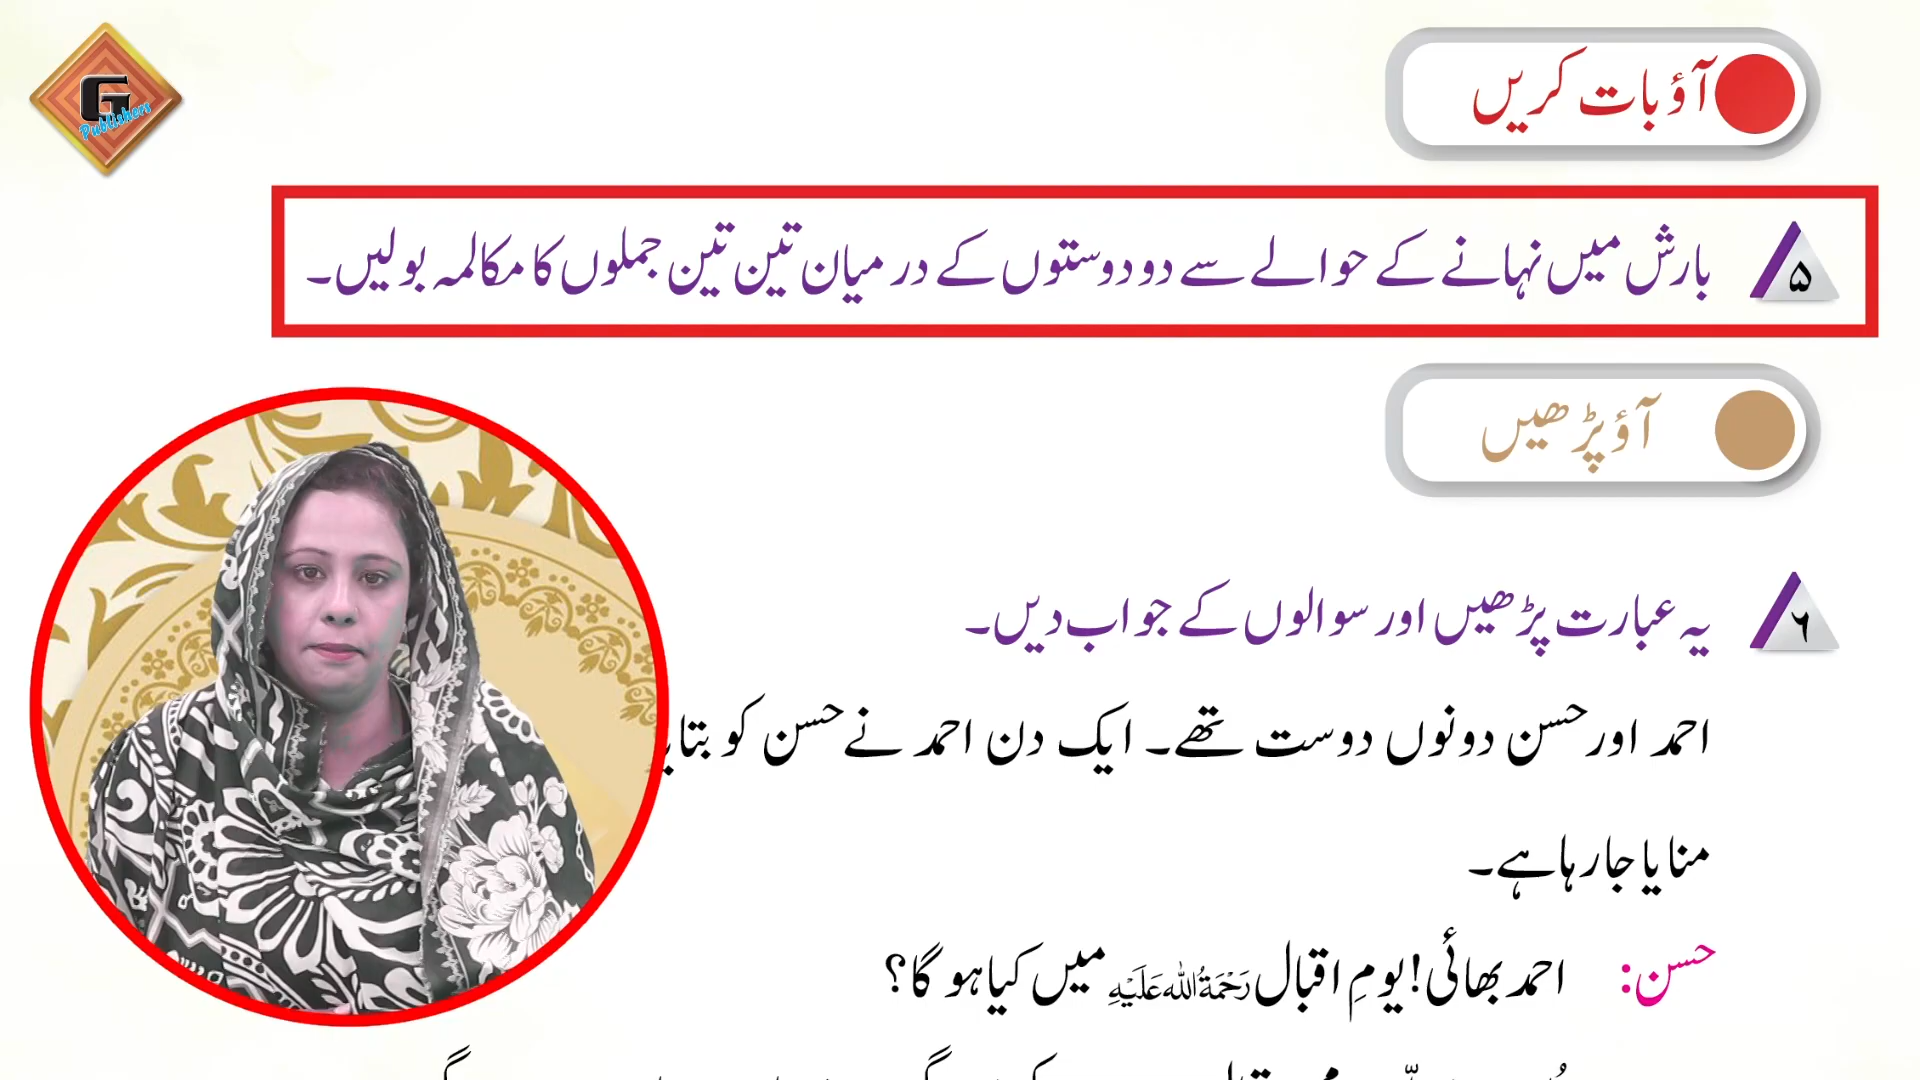 G
Publishers
آؤ بات کریں
۵ بارش میں نہانے کے حوالے سے دو دوستوں کے درمیان تین تین جملوں کا مکالمہ بولیں۔
آؤ پڑھیں
۶ یہ عبارت پڑھیں اور سوالوں کے جواب دیں۔
احمد اور حسن دونوں دوست تھے۔ ایک دن احمد نے حسن کو
منایا جا رہا ہے۔
حسن: احمد بھائی! یومِ اقبال رَحْمَةُ اللہِ عَلَيْهِ میں کیا ہو گا؟